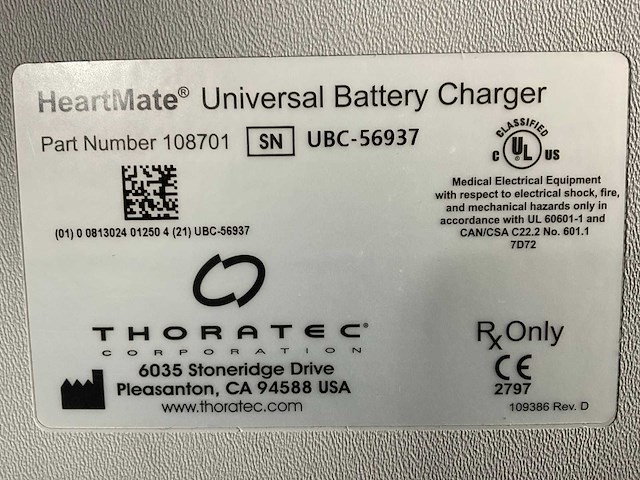 HeartMate® Universal Battery Charger
Part Number 108701 SN UBC-56937
CLASSIFIED
C UL® US
Medical Electrical Equipment
with respect to electrical shock, fire,
and mechanical hazards only in
accordance with UL 60601-1 and
CAN/CSA C22.2 No. 601.1
7D72
(01) 0 0813024 01250 4 (21) UBC-56937
THORATEC®
CORPORATION
6035 Stoneridge Drive
Pleasanton, CA 94588 USA
www.thoratec.com
Rx Only
CE
2797
109386 Rev. D